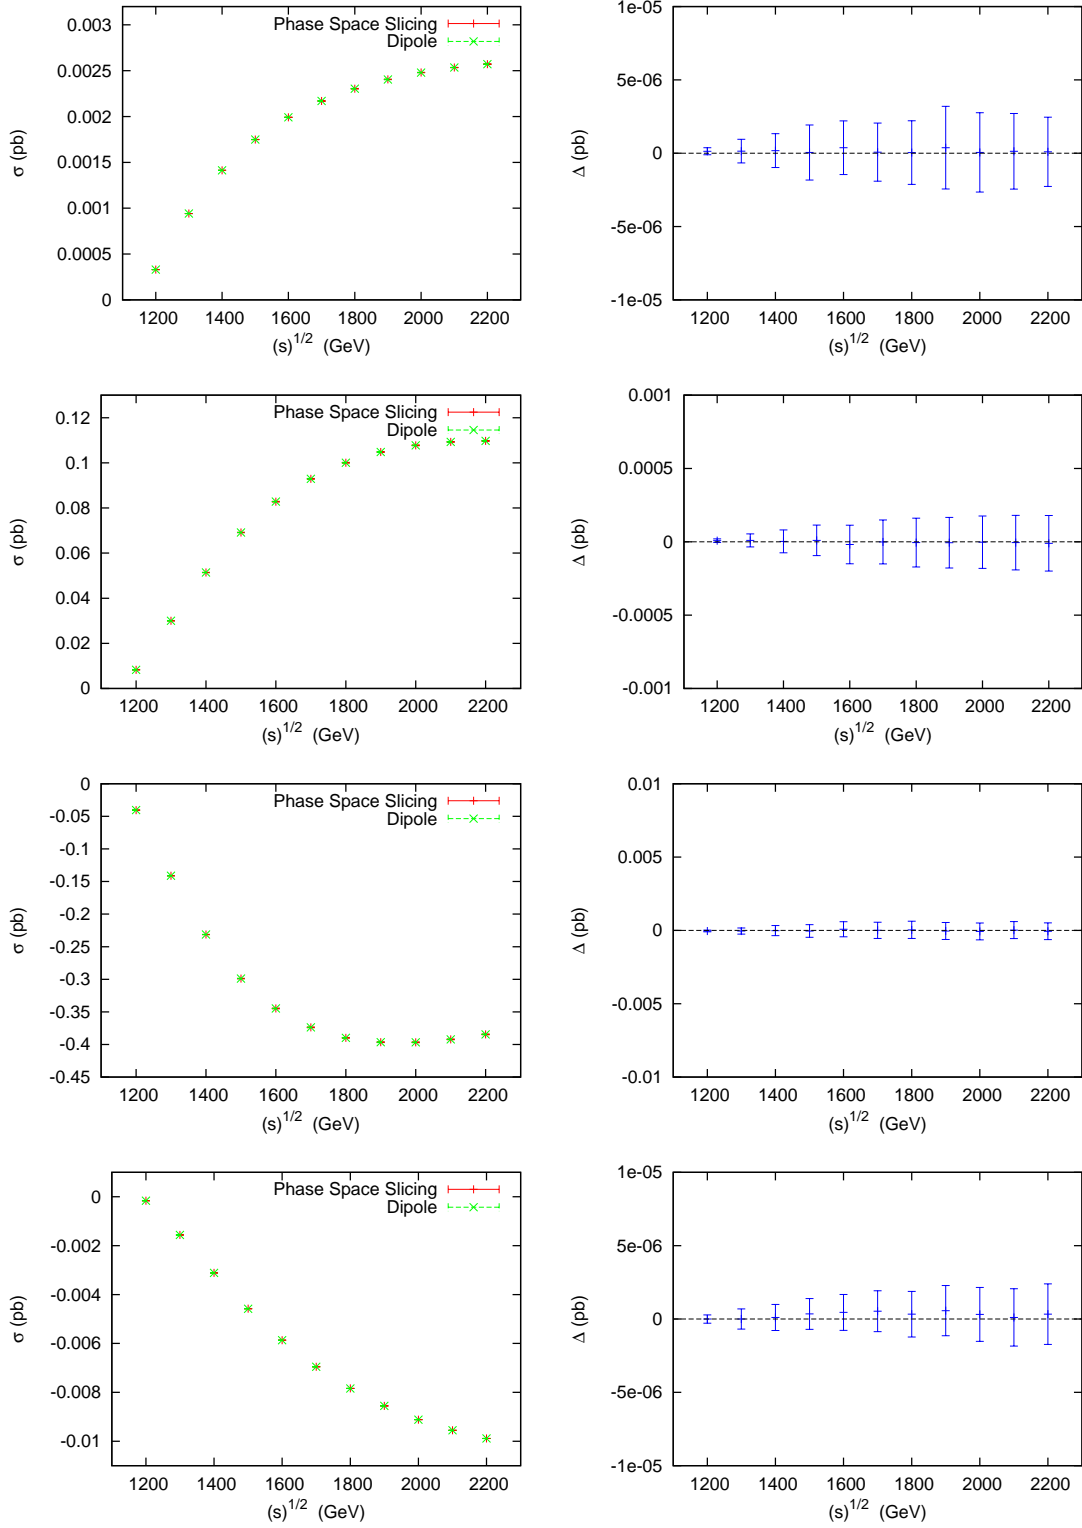 Phase Space Slicing
Dipole
σ (pb)
0.003
0.0025
0.002
0.0015
0.001
0.0005
0
1200 1400 1600 1800 2000 2200
(s)^1/2 (GeV)
Δ (pb)
1e-05
5e-06
0
-5e-06
-1e-05
1200 1400 1600 1800 2000 2200
(s)^1/2 (GeV)
Phase Space Slicing
Dipole
σ (pb)
0.12
0.1
0.08
0.06
0.04
0.02
0
1200 1400 1600 1800 2000 2200
(s)^1/2 (GeV)
Δ (pb)
0.001
0.0005
0
-0.0005
-0.001
1200 1400 1600 1800 2000 2200
(s)^1/2 (GeV)
Phase Space Slicing
Dipole
σ (pb)
0
-0.05
-0.1
-0.15
-0.2
-0.25
-0.3
-0.35
-0.4
-0.45
1200 1400 1600 1800 2000 2200
(s)^1/2 (GeV)
Δ (pb)
0.01
0.005
0
-0.005
-0.01
1200 1400 1600 1800 2000 2200
(s)^1/2 (GeV)
Phase Space Slicing
Dipole
σ (pb)
0
-0.002
-0.004
-0.006
-0.008
-0.01
1200 1400 1600 1800 2000 2200
(s)^1/2 (GeV)
Δ (pb)
1e-05
5e-06
0
-5e-06
-1e-05
1200 1400 1600 1800 2000 2200
(s)^1/2 (GeV)